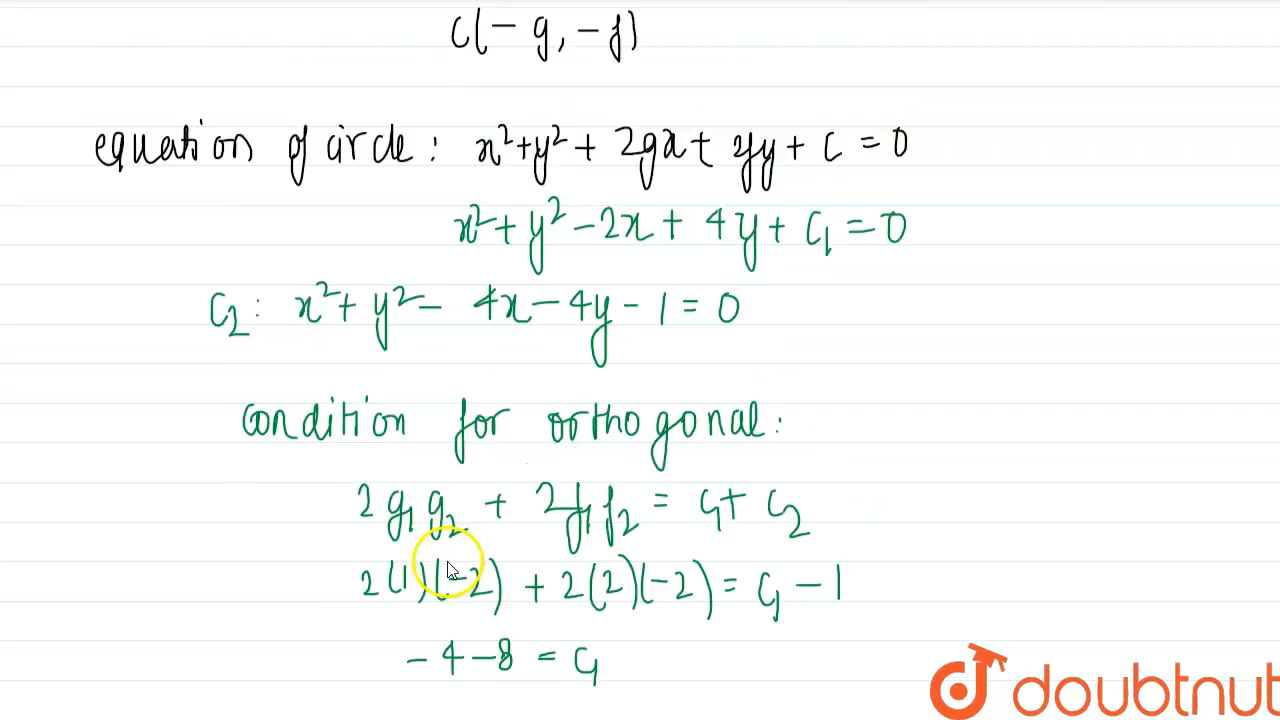 C(-g, -f)
equation of circle: x²+y²+ 2gx+ 2fy+ c =0
x²+ y² -2x + 4y+ c₁ =0
C₂: x²+ y² - 4x - 4y - 1 = 0
condition for orthogonal:
2g₁g₂ + 2f₁f₂ = c₁+ c₂
2(1)(-2) + 2(2)(-2) = c₁ - 1
-4-8 = c₁
doubtnut